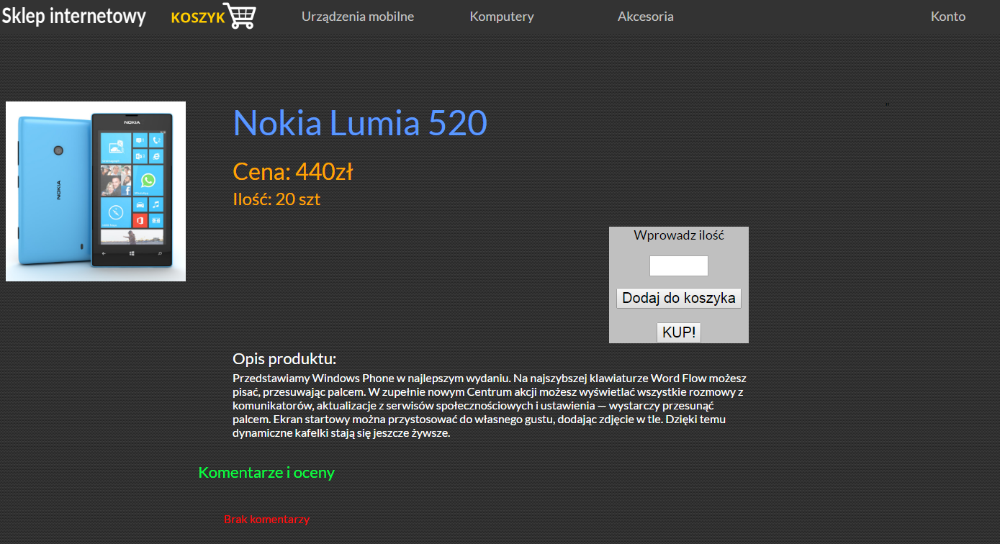 Sklep internetowy
KOSZYK
Urządzenia mobilne
Komputery
Akcesoria
Konto
Nokia Lumia 520
"
Cena: 440zł
Ilość: 20 szt
NOKIA
NOKIA
Wprowadz ilość
Dodaj do koszyka
KUP!
Opis produktu:
Przedstawiamy Windows Phone w najlepszym wydaniu. Na najszybszej klawiaturze Word Flow możesz
pisać, przesuwając palcem. W zupełnie nowym Centrum akcji możesz wyświetlać wszystkie rozmowy z
komunikatorów, aktualizacje z serwisów społecznościowych i ustawienia — wystarczy przesunąć
palcem. Ekran startowy można przystosować do własnego gustu, dodając zdjęcie w tle. Dzięki temu
dynamiczne kafelki stają się jeszcze żywsze.
Komentarze i oceny
Brak komentarzy